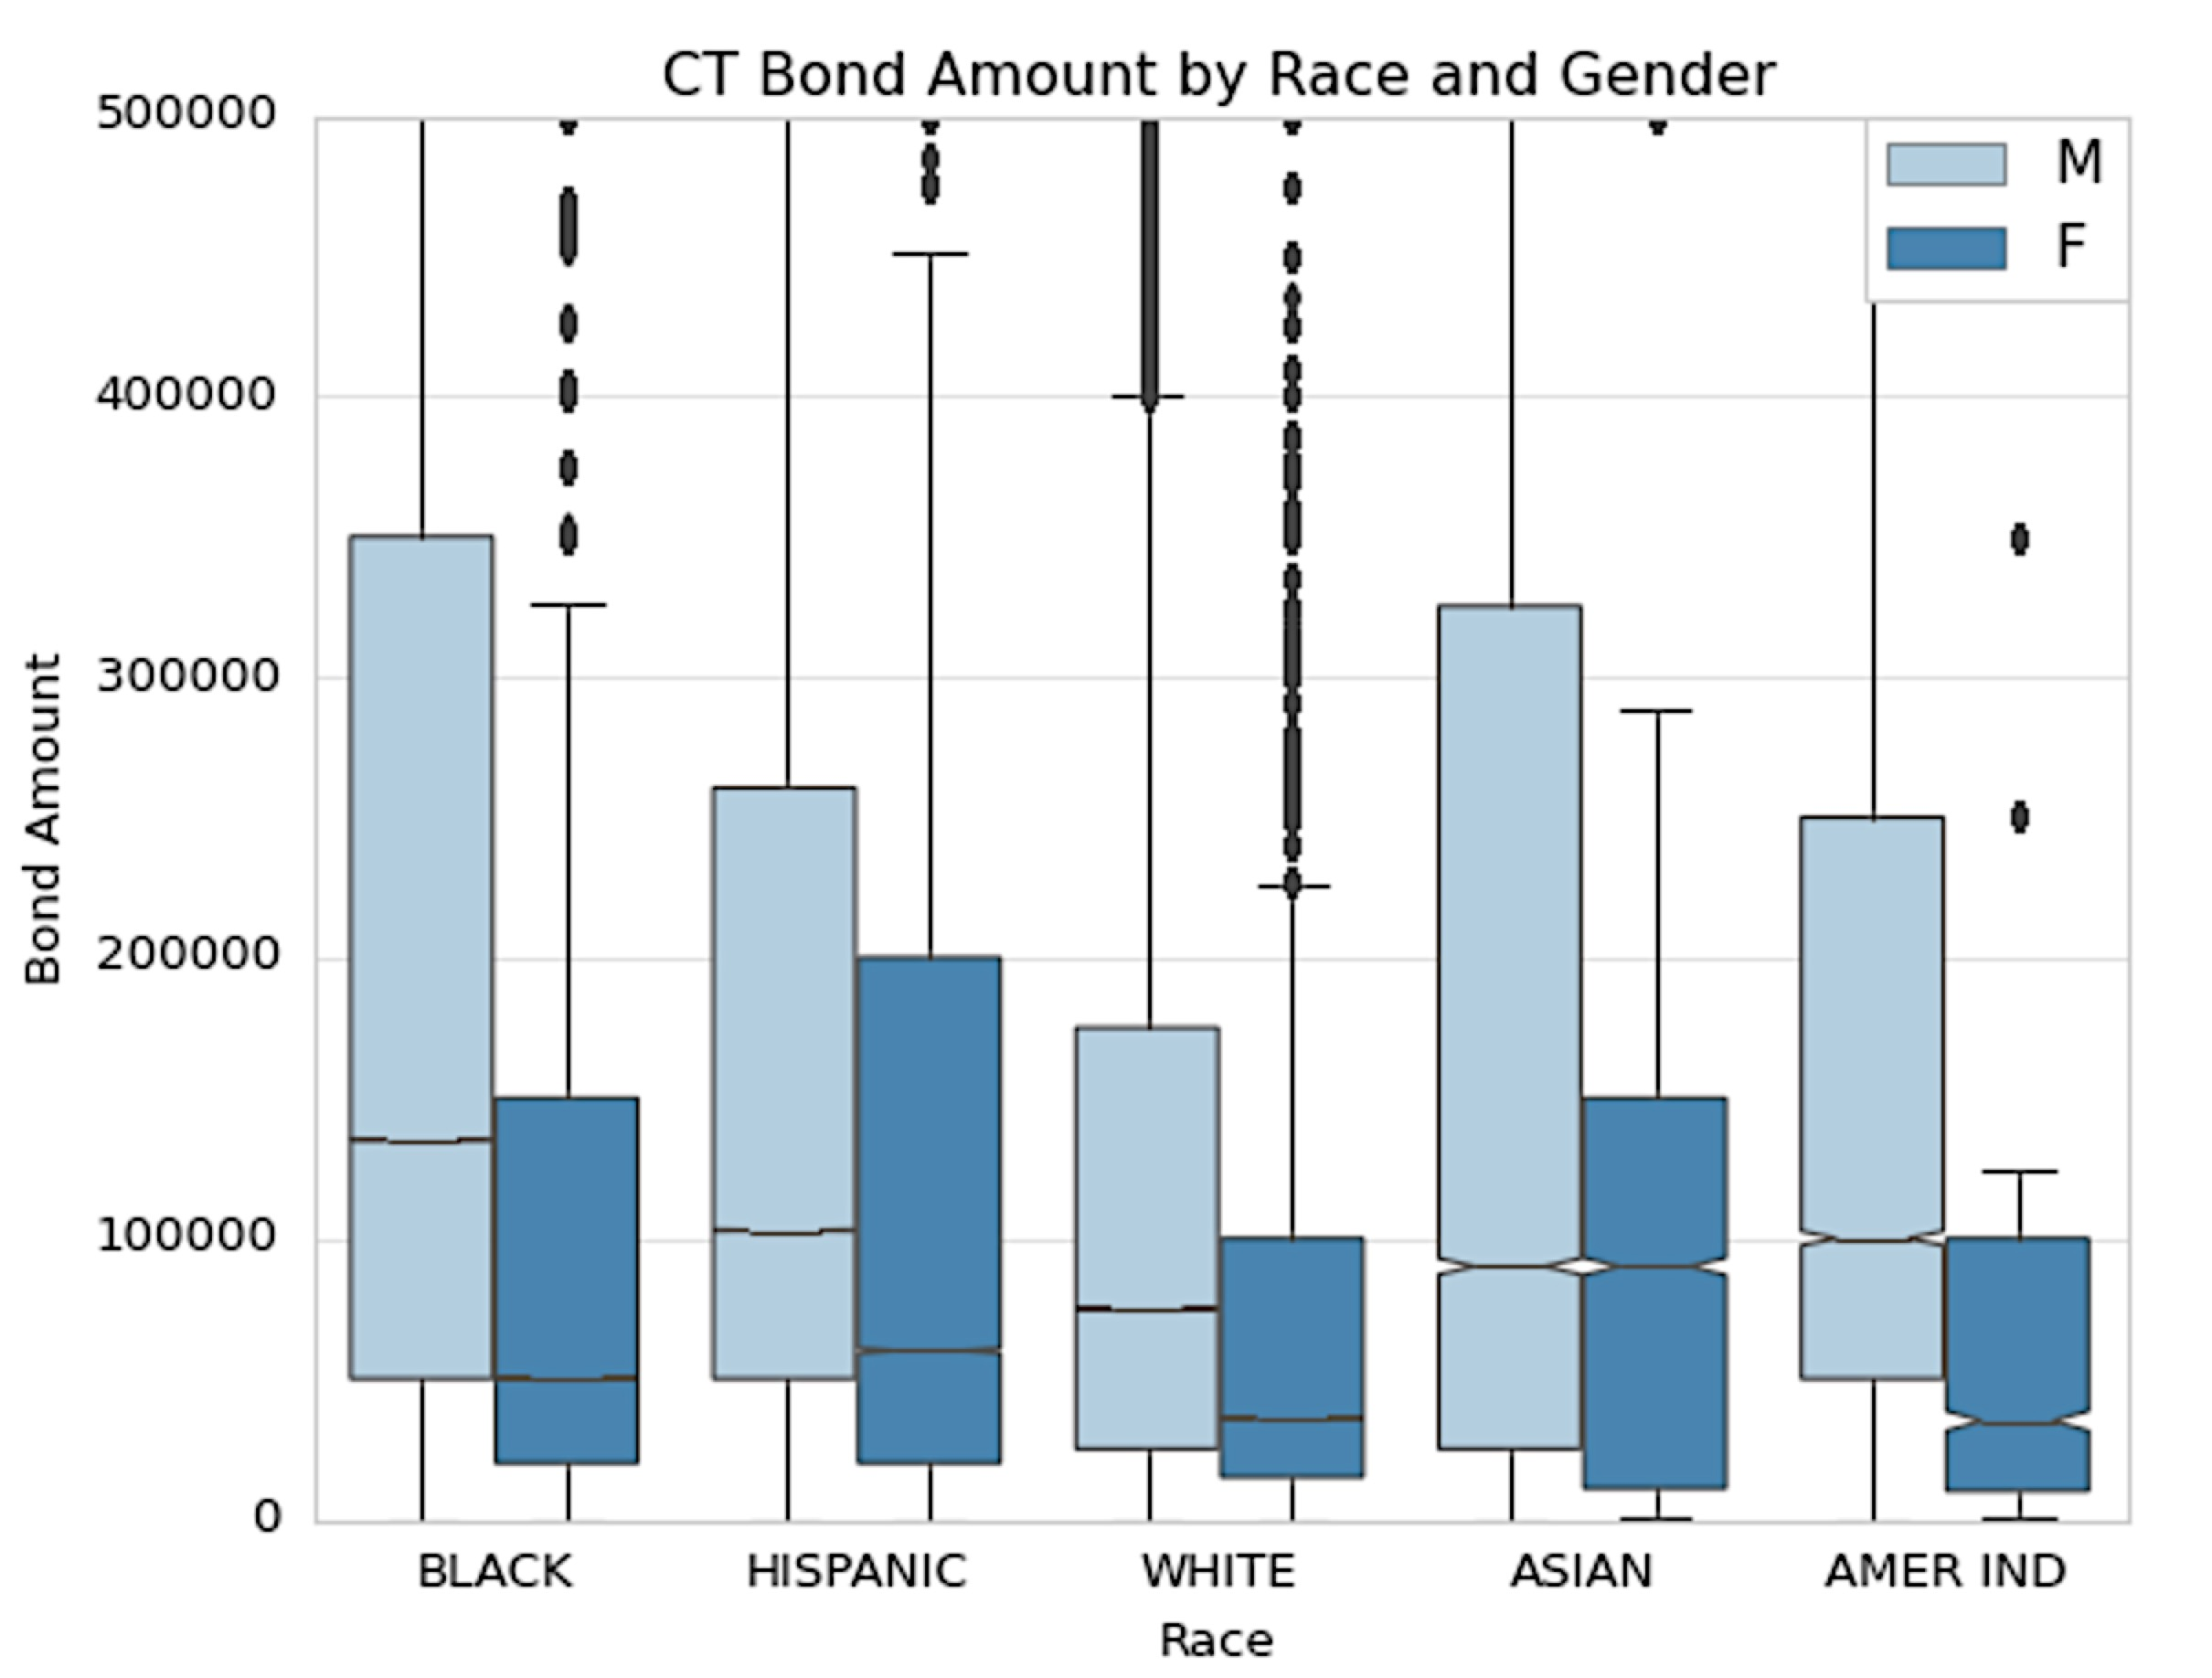 CT Bond Amount by Race and Gender
500000
400000
300000
200000
100000
0
Bond Amount
M
F
BLACK HISPANIC WHITE ASIAN AMER IND
Race